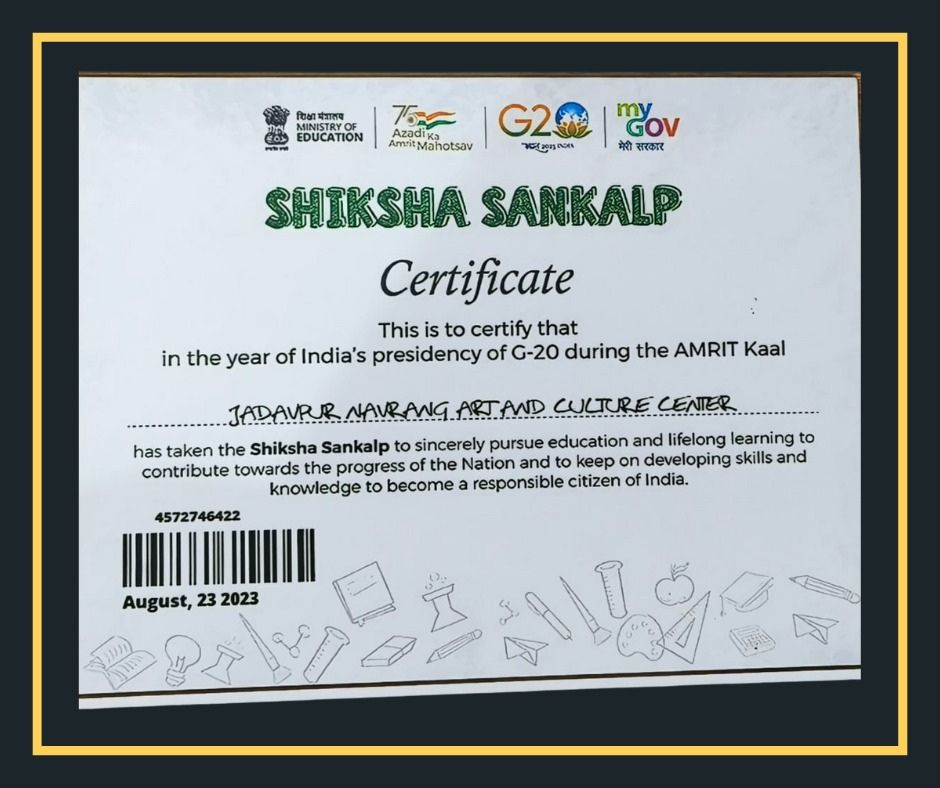 शिक्षा मंत्रालय
MINISTRY OF
EDUCATION
75
Azadi Ka
Amrit Mahotsav
G20
भारत 2023 INDIA
my
GOV
मेरी सरकार
SHIKSHA SANKALP
Certificate
This is to certify that
in the year of India's presidency of G-20 during the AMRIT Kaal
JADAVPUR NAVRANG ART AND CULTURE CENTER
has taken the Shiksha Sankalp to sincerely pursue education and lifelong learning to
contribute towards the progress of the Nation and to keep on developing skills and
knowledge to become a responsible citizen of India.
4572746422
August, 23 2023